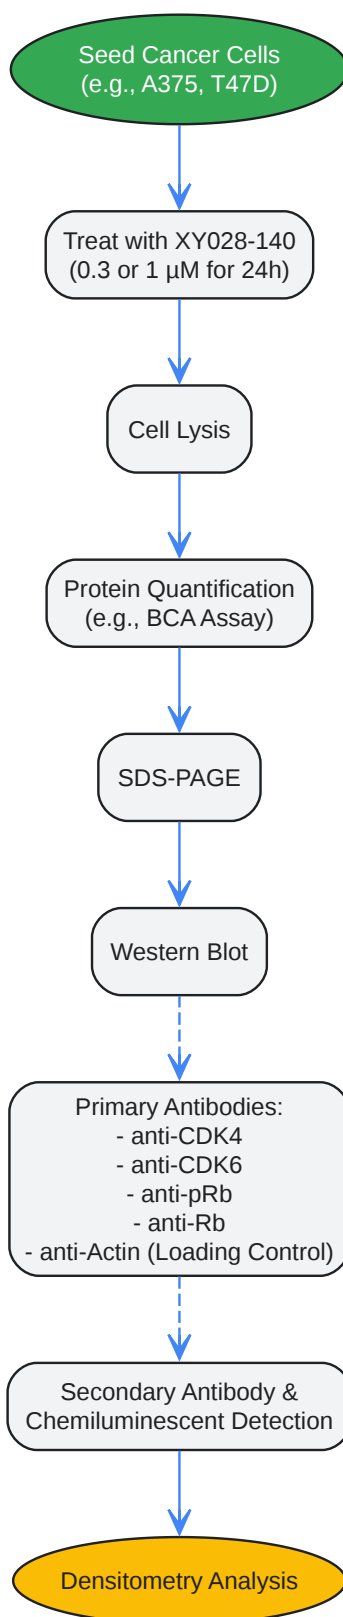 Seed Cancer Cells
(e.g., A375, T47D)
Treat with XY028-140
(0.3 or 1 µM for 24h)
Cell Lysis
Protein Quantification
(e.g., BCA Assay)
SDS-PAGE
Western Blot
Primary Antibodies:
- anti-CDK4
- anti-CDK6
- anti-pRb
- anti-Rb
- anti-Actin (Loading Control)
Secondary Antibody &
Chemiluminescent Detection
Densitometry Analysis